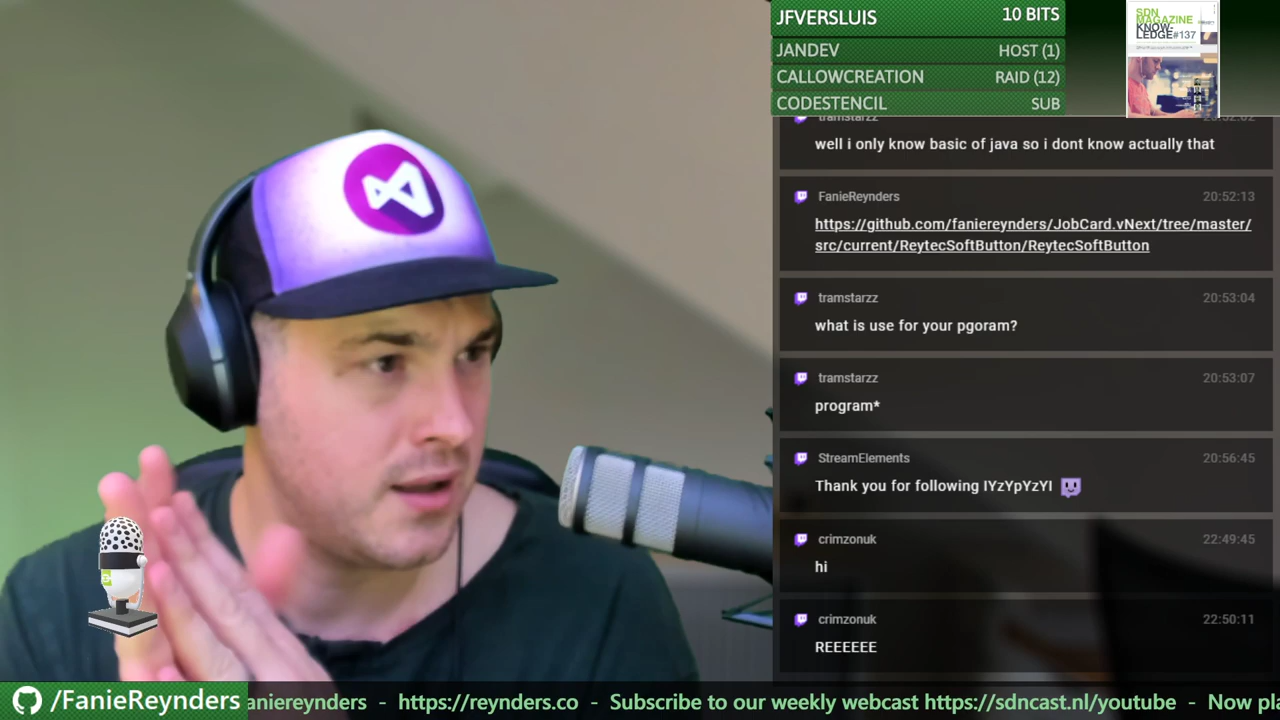 JFVERSLUIS 10 BITS
JANDEV HOST (1)
CALLOWCREATION RAID (12)
CODESTENCIL SUB
SDN
MAGAZINE
KNOW-
LEDGE#137
tramstarzz 20:52:02
well i only know basic of java so i dont know actually that
FanieReynders 20:52:13
https://github.com/faniereynders/JobCard.vNext/tree/master/
src/current/ReytecSoftButton/ReytecSoftButton
tramstarzz 20:53:04
what is use for your pgoram?
tramstarzz 20:53:07
program*
StreamElements 20:56:45
Thank you for following IYzYpYzYI
crimzonuk 22:49:45
hi
crimzonuk 22:50:11
REEEEEE
/FanieReynders aniereynders - https://reynders.co - Subscribe to our weekly webcast https://sdncast.nl/youtube - Now pla